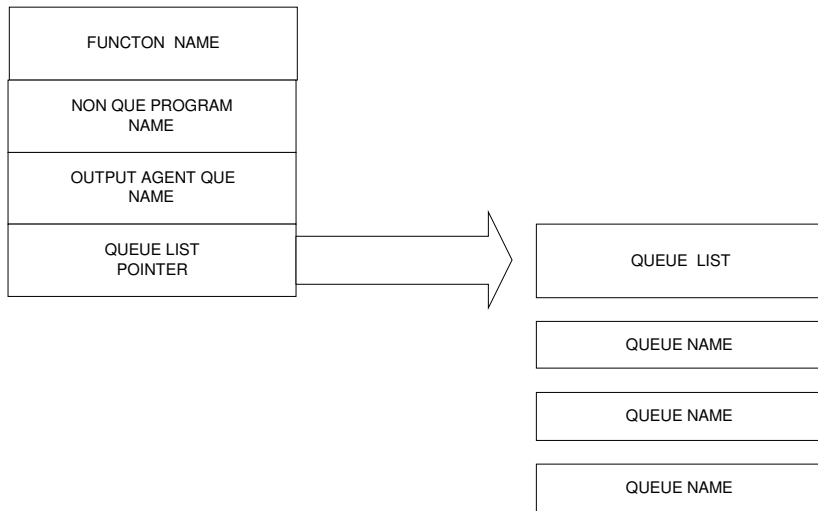 FUNCTON NAME
NON QUE PROGRAM
NAME
OUTPUT AGENT QUE
NAME
QUEUE LIST
POINTER
QUEUE LIST
QUEUE NAME
QUEUE NAME
QUEUE NAME